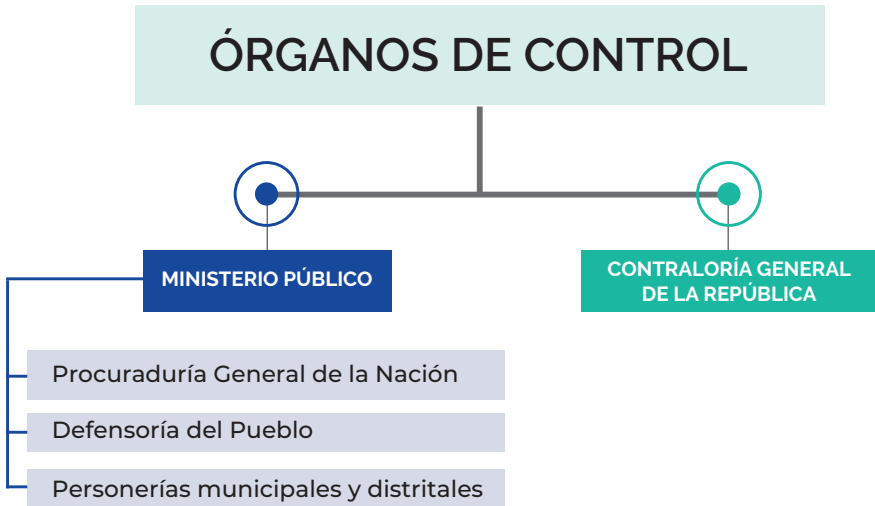 ÓRGANOS DE CONTROL
MINISTERIO PÚBLICO
CONTRALORÍA GENERAL
DE LA REPÚBLICA
Procuraduría General de la Nación
Defensoría del Pueblo
Personerías municipales y distritales